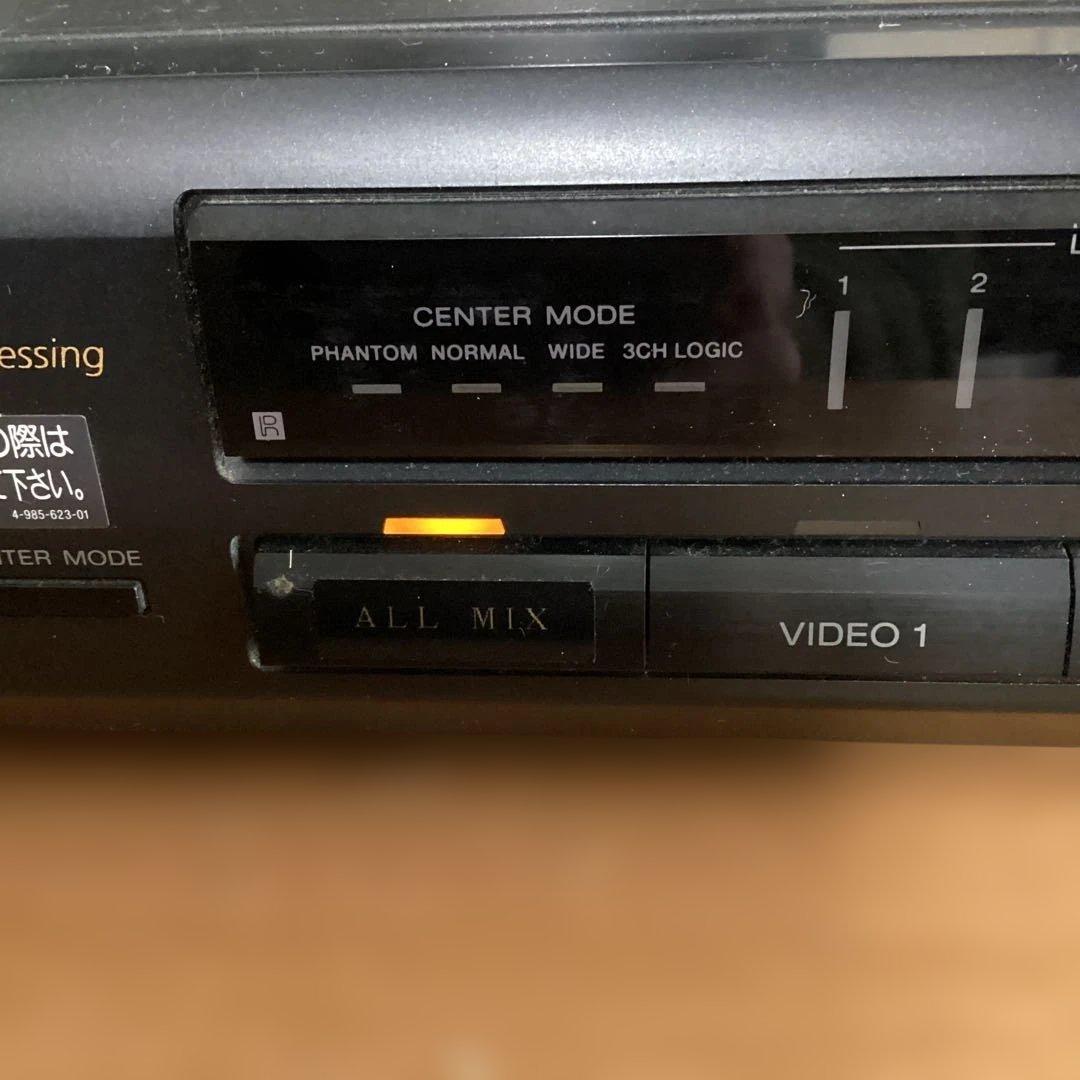 CENTER MODE
PHANTOM NORMAL WIDE 3CH LOGIC
1 2
essing
の際は
て下さい。
4-985-623-01
NTER MODE
ALL MIX
VIDEO 1